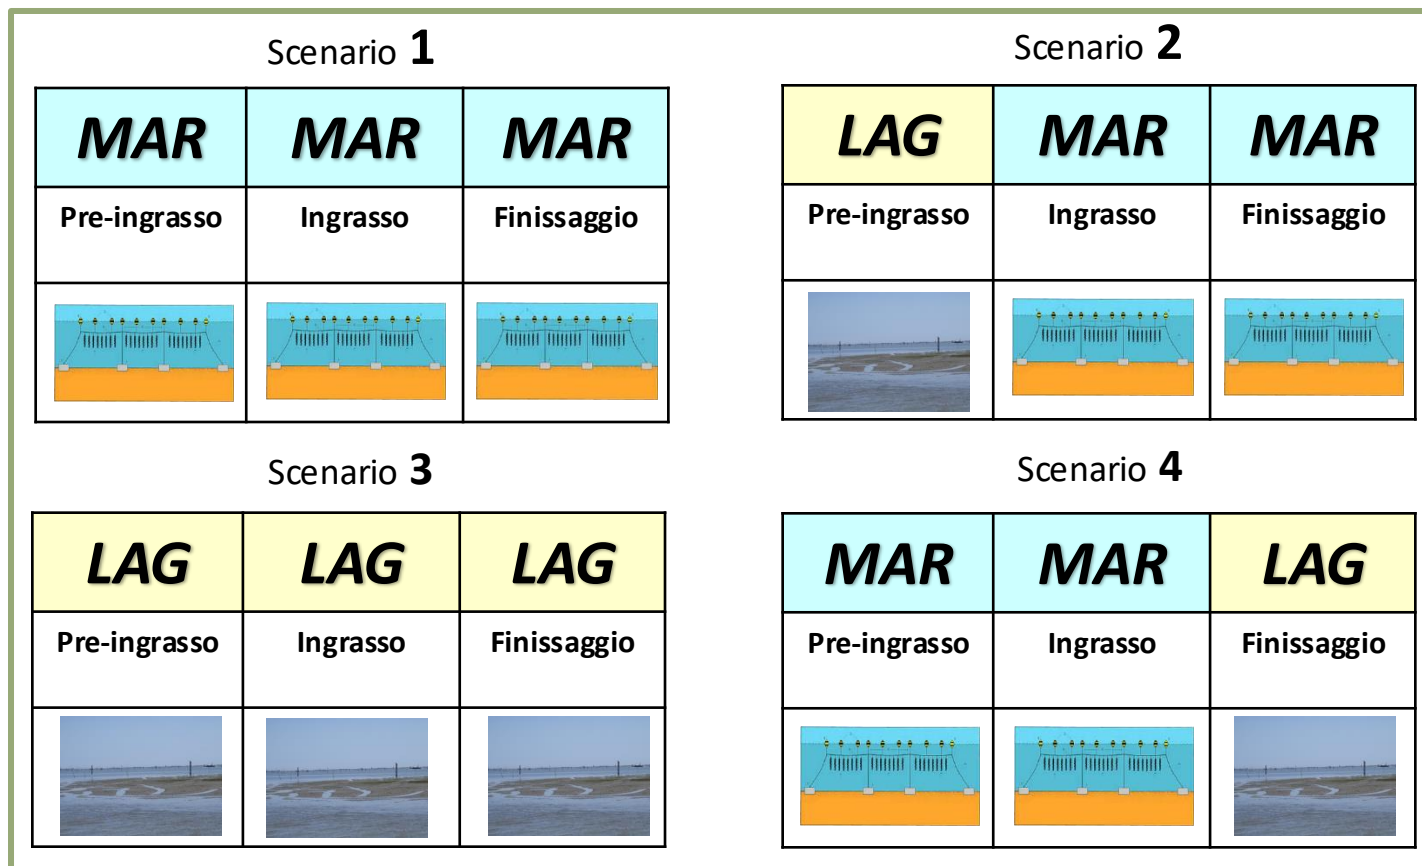 Scenario 1
MAR MAR MAR
Pre-ingrasso Ingrasso Finissaggio
Scenario 2
LAG MAR MAR
Pre-ingrasso Ingrasso Finissaggio
Scenario 3
LAG LAG LAG
Pre-ingrasso Ingrasso Finissaggio
Scenario 4
MAR MAR LAG
Pre-ingrasso Ingrasso Finissaggio